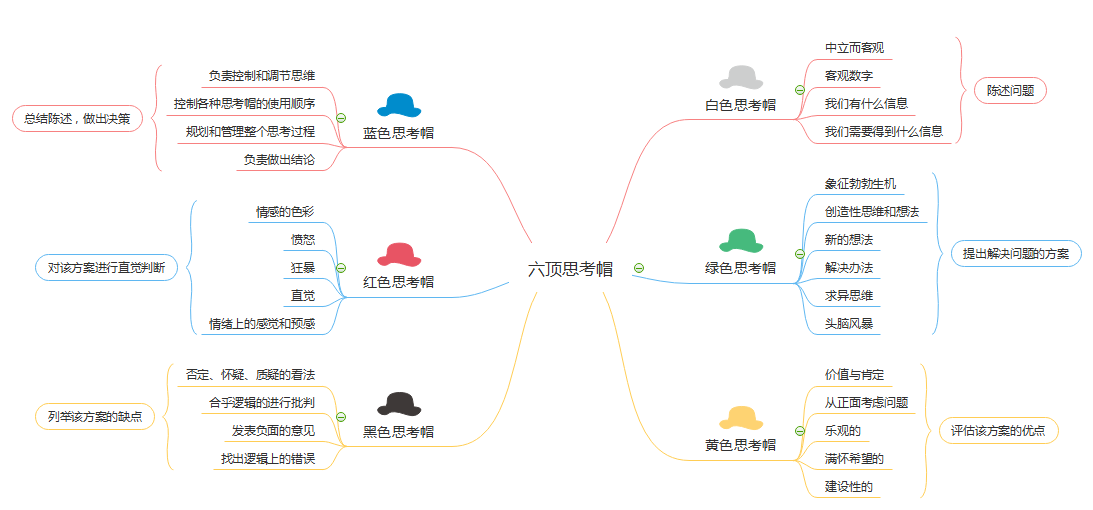 六顶思考帽
白色思考帽
中立而客观
客观数字
我们有什么信息
我们需要得到什么信息
陈述问题
绿色思考帽
象征勃勃生机
创造性思维和想法
新的想法
解决办法
求异思维
头脑风暴
提出解决问题的方案
黄色思考帽
价值与肯定
从正面考虑问题
乐观的
满怀希望的
建设性的
评估该方案的优点
蓝色思考帽
负责控制和调节思维
控制各种思考帽的使用顺序
规划和管理整个思考过程
负责做出结论
总结陈述，做出决策
红色思考帽
情感的色彩
愤怒
狂暴
直觉
情绪上的感觉和预感
对该方案进行直觉判断
黑色思考帽
否定、怀疑、质疑的看法
合乎逻辑的进行批判
发表负面的意见
找出逻辑上的错误
列举该方案的缺点